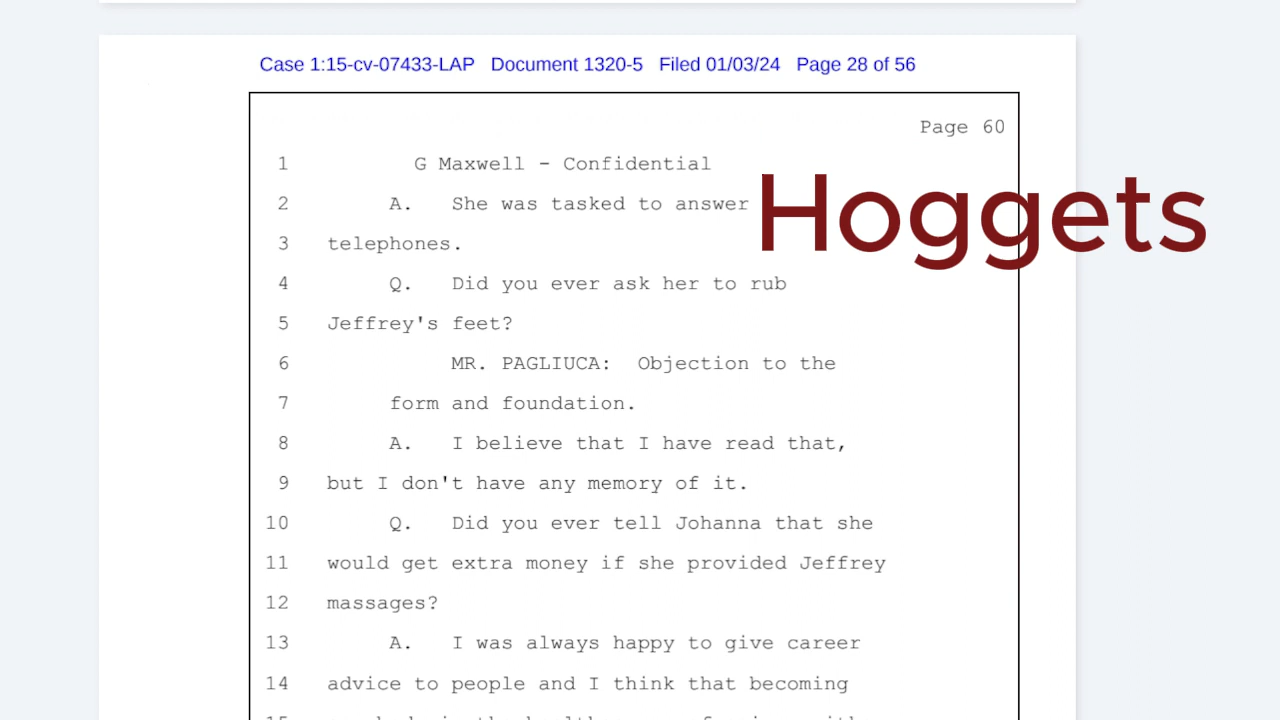 Case 1:15-cv-07433-LAP Document 1320-5 Filed 01/03/24 Page 28 of 56
Page 60
1 G Maxwell - Confidential
Hoggets
2 A. She was tasked to answer
3 telephones.
4 Q. Did you ever ask her to rub
5 Jeffrey's feet?
6 MR. PAGLIUCA: Objection to the
7 form and foundation.
8 A. I believe that I have read that,
9 but I don't have any memory of it.
10 Q. Did you ever tell Johanna that she
11 would get extra money if she provided Jeffrey
12 massages?
13 A. I was always happy to give career
14 advice to people and I think that becoming